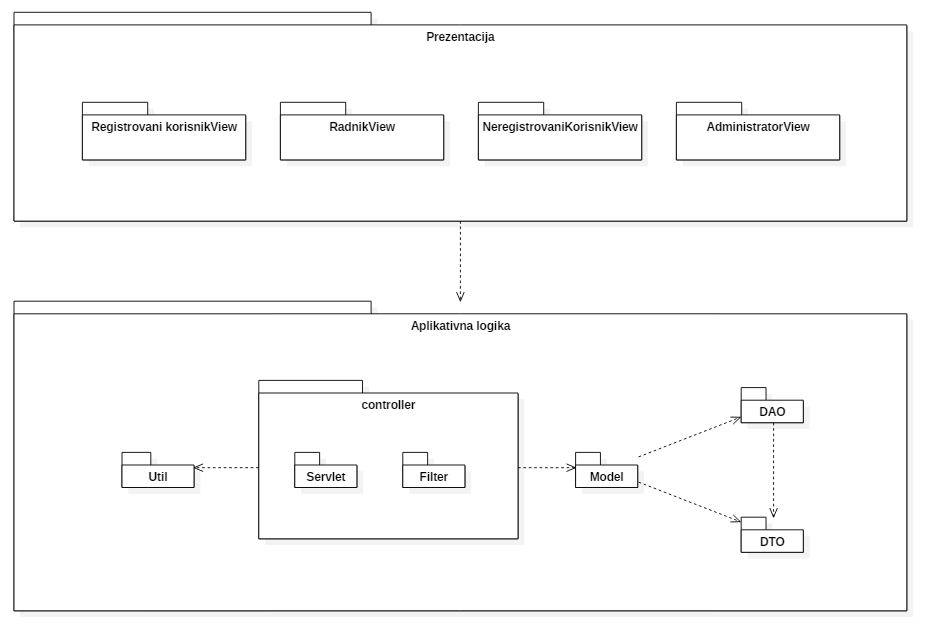 Prezentacija
Registrovani korisnikView
RadnikView
NeregistrovaniKorisnikView
AdministratorView
Aplikativna logika
controller
DAO
Util
Servlet
Filter
Model
DTO